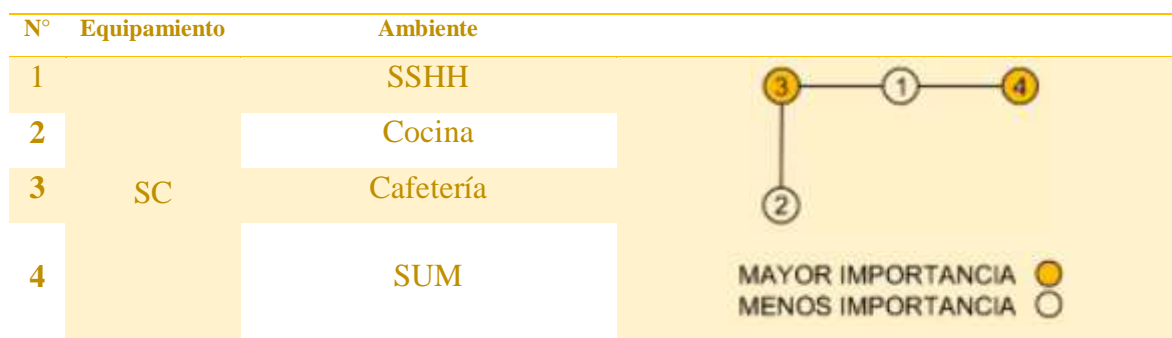 N° Equipamiento Ambiente
1 SSHH
2 Cocina
3 SC Cafetería
4 SUM
3 1 4
2
MAYOR IMPORTANCIA
MENOS IMPORTANCIA